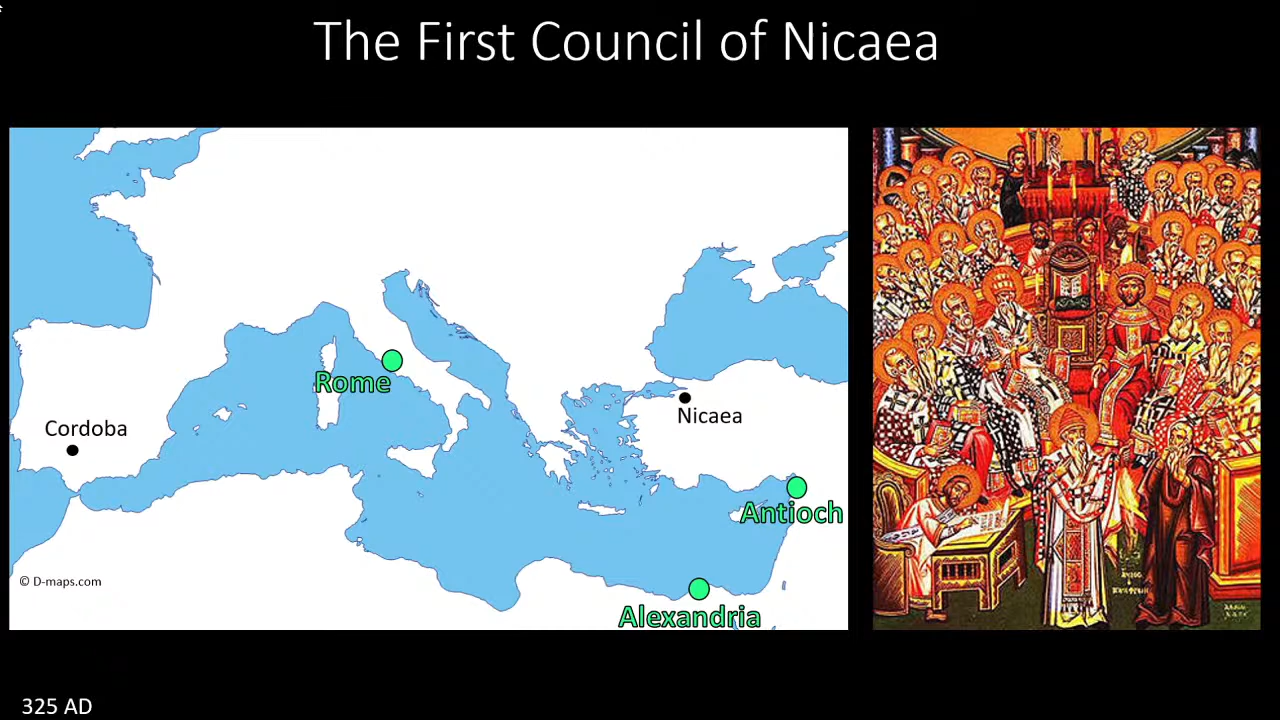 The First Council of Nicaea
Rome
Cordoba
Nicaea
Antioch
© D-maps.com
Alexandria
325 AD